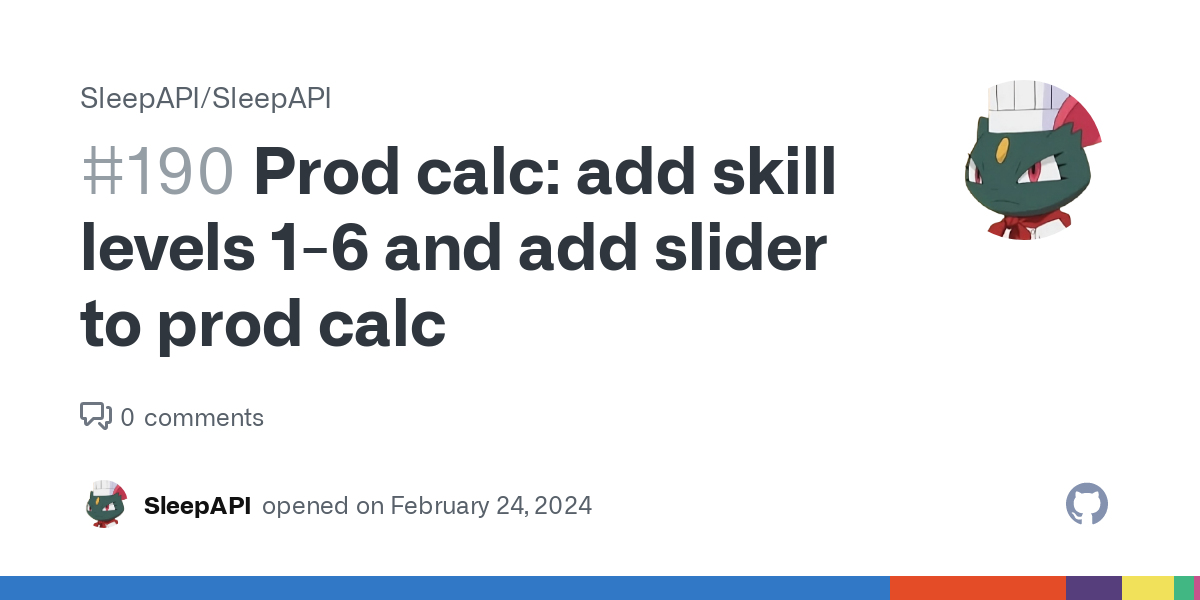 SleepAPI/SleepAPI
#190 Prod calc: add skill
levels 1-6 and add slider
to prod calc
0 comments
SleepAPI opened on February 24, 2024